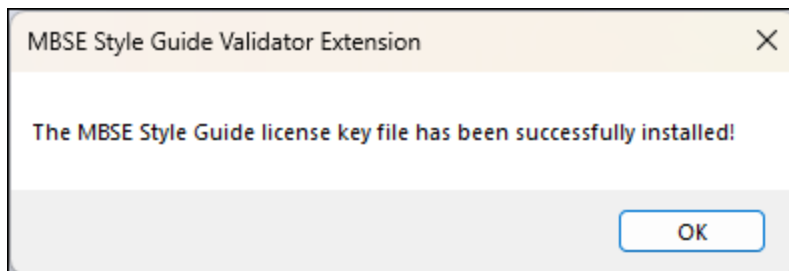 MBSE Style Guide Validator Extension
The MBSE Style Guide license key file has been successfully installed!
OK